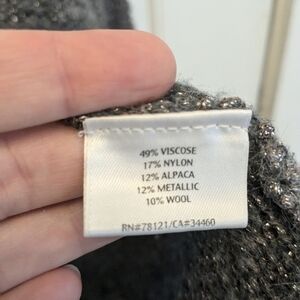 49% VISCOSE
17% NYLON
12% ALPACA
12% METALLIC
10% WOOL
RN#78121/CA#34460